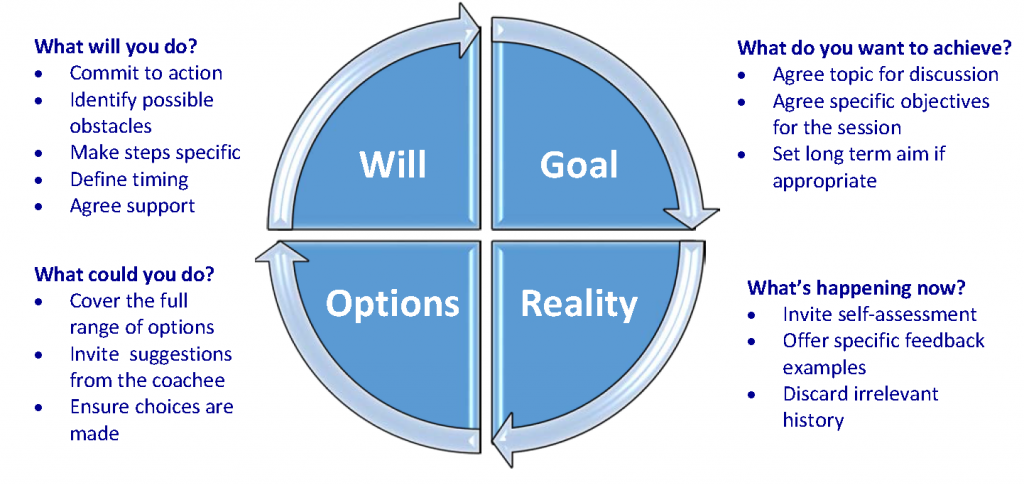 What will you do?
• Commit to action
• Identify possible
obstacles
• Make steps specific
• Define timing
• Agree support
Will
Goal
What do you want to achieve?
• Agree topic for discussion
• Agree specific objectives
for the session
• Set long term aim if
appropriate
What could you do?
• Cover the full
range of options
• Invite suggestions
from the coachee
• Ensure choices are
made
Options
Reality
What's happening now?
• Invite self-assessment
• Offer specific feedback
examples
• Discard irrelevant
history